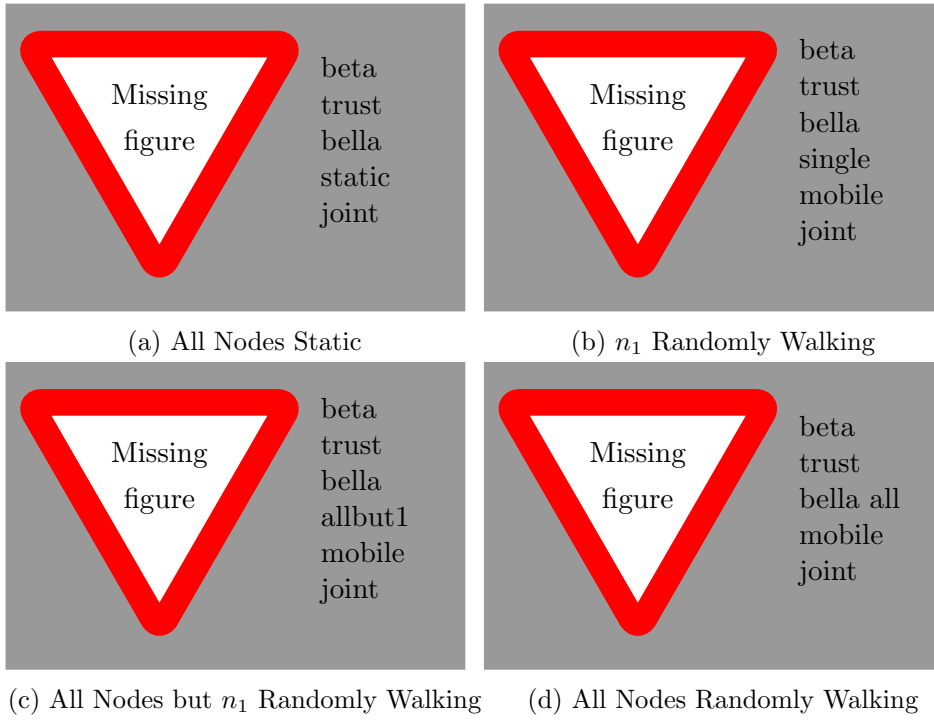 Missing
figure
beta
trust
bella
static
joint
(a) All Nodes Static
Missing
figure
beta
trust
bella
single
mobile
joint
(b) n₁ Randomly Walking
Missing
figure
beta
trust
bella
allbut1
mobile
joint
(c) All Nodes but n₁ Randomly Walking
Missing
figure
beta
trust
bella all
mobile
joint
(d) All Nodes Randomly Walking